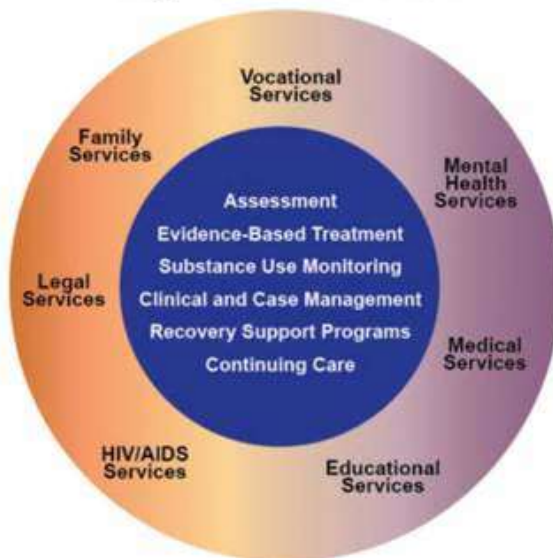 Vocational
Services
Family
Services
Mental
Health
Services
Assessment
Evidence-Based Treatment
Substance Use Monitoring
Clinical and Case Management
Recovery Support Programs
Continuing Care
Legal
Services
Medical
Services
HIV/AIDS
Services
Educational
Services